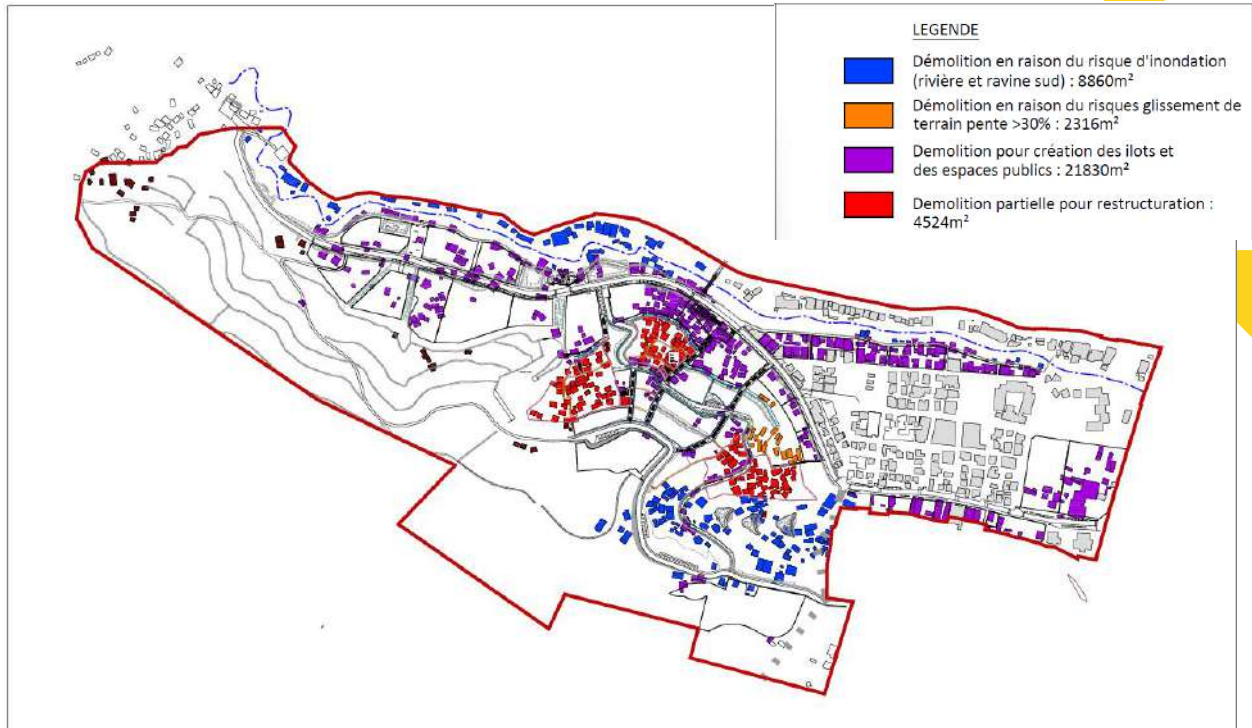 LEGENDE
Démolition en raison du risque d'inondation
(rivière et ravine sud) : 8860m²
Démolition en raison du risques glissement de
terrain pente >30% : 2316m²
Demolition pour création des ilots et
des espaces publics : 21830m²
Demolition partielle pour restructuration :
4524m²